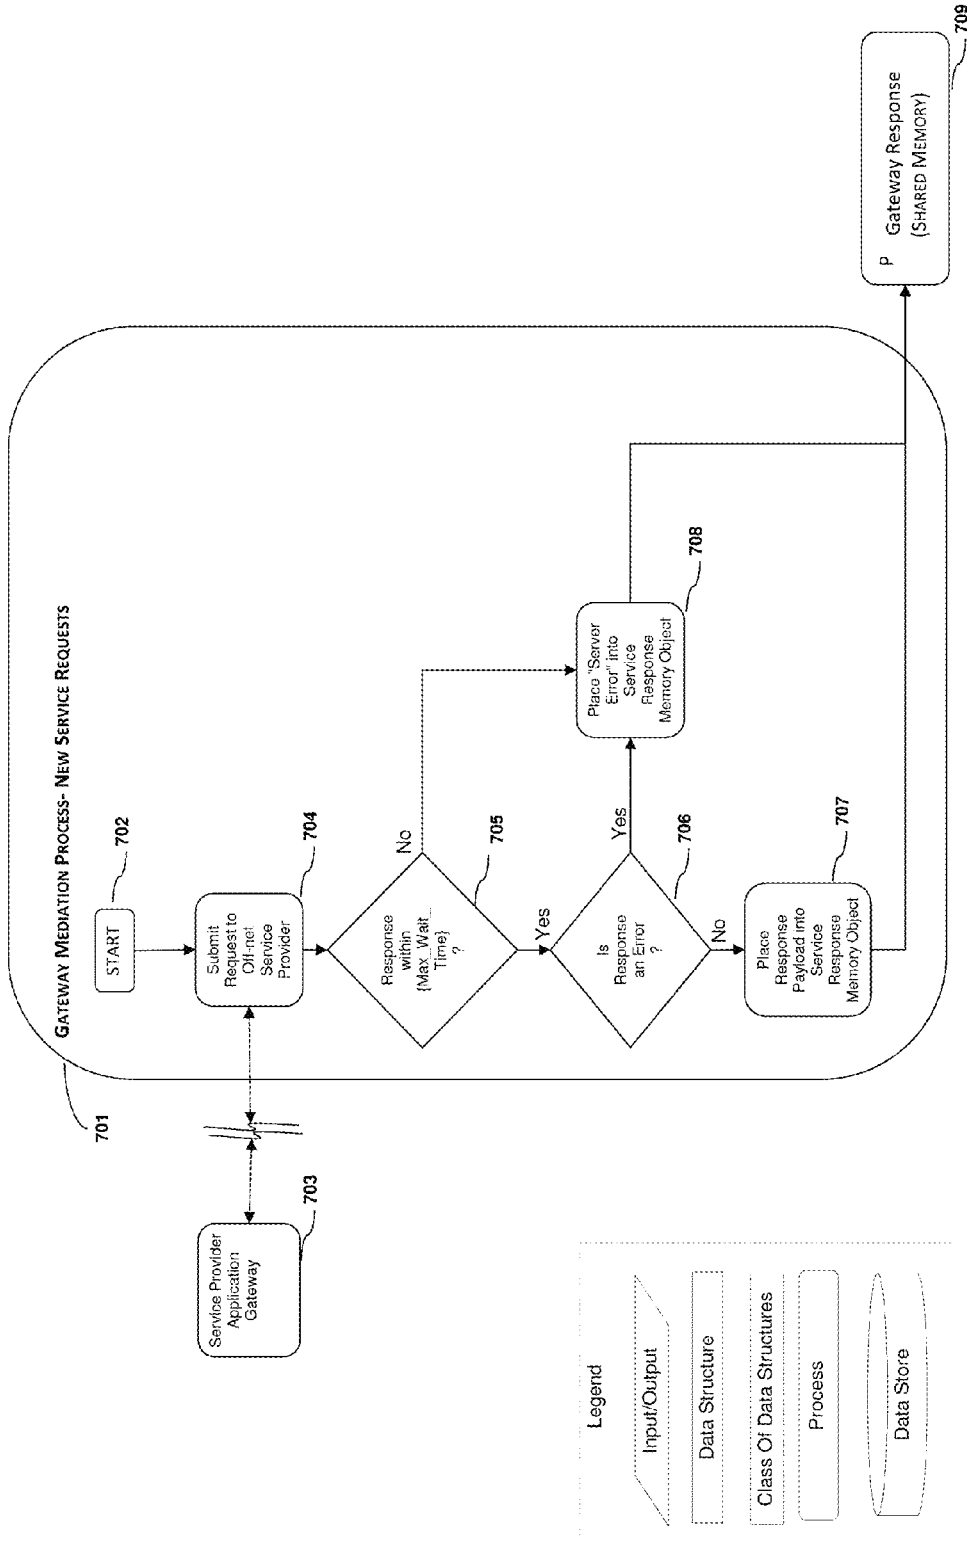 GATEWAY MEDIATION PROCESS- NEW SERVICE REQUESTS
701
START
702
Service Provider
Application
Gateway
703
Submit
Request to
Off-net
Service
Provider
704
Response
within
{Max_Wait_
Time}
?
705
No
Yes
Is
Response
an Error
?
706
Yes
No
Place
Response
Payload into
Service
Response
Memory Object
707
Place "Server
Error" into
Service
Response
Memory Object
708
P Gateway Response
(SHARED MEMORY)
709
Legend
Input/Output
Data Structure
Class Of Data Structures
Process
Data Store